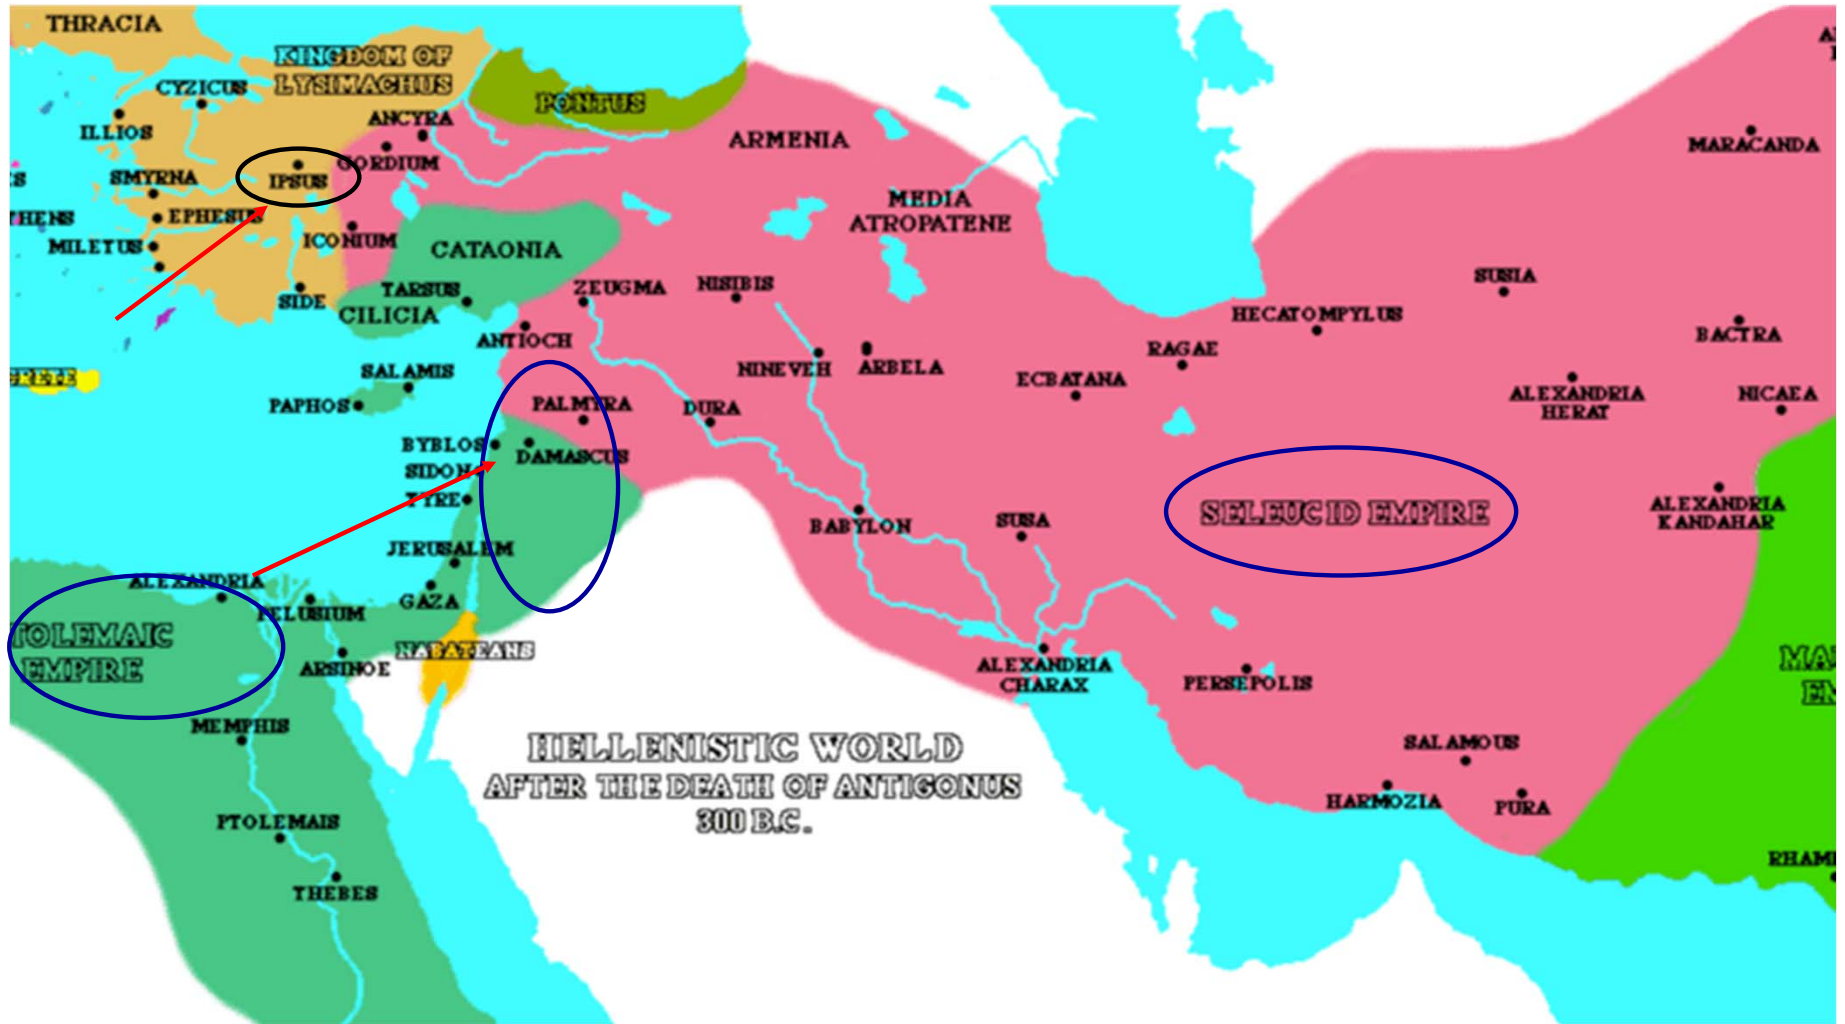 THRACIA
KINGDOM OF
LYSIMACHUS
CYZICUS
PONTUS
ILLIOS
ANCYRA
ARMENIA
MARACANDA
GORDIUM
SMYRNA
IPSUS
MEDIA
ATROPATENE
THENS
EPHESUS
MILETUS
ICONIUM
CATAONIA
SIDE
TARSUS
CILICIA
ZEUGMA
NISIBIS
SUSIA
HECATOMPYLUS
ANTIOCH
BACTRA
RAGAE
NINEVEH
ARBELA
CRETE
SALAMIS
ECBATANA
ALEXANDRIA
HERAT
NICAEA
PAPHOS
PALMYRA
DURA
BYBLOS
DAMASCUS
SIDON
TYRE
SELEUCID EMPIRE
ALEXANDRIA
KANDAHAR
BABYLON
SUSA
JERUSALEM
ALEXANDRIA
GAZA
PELUSIUM
TOLEMAIC
EMPIRE
NABATEANS
ARSINOE
ALEXANDRIA
CHARAX
PERSEPOLIS
MEMPHIS
HELLENISTIC WORLD
AFTER THE DEATH OF ANTIGONUS
300 B.C.
SALAMOUS
HARMOZIA
PURA
PTOLEMAIS
THEBES